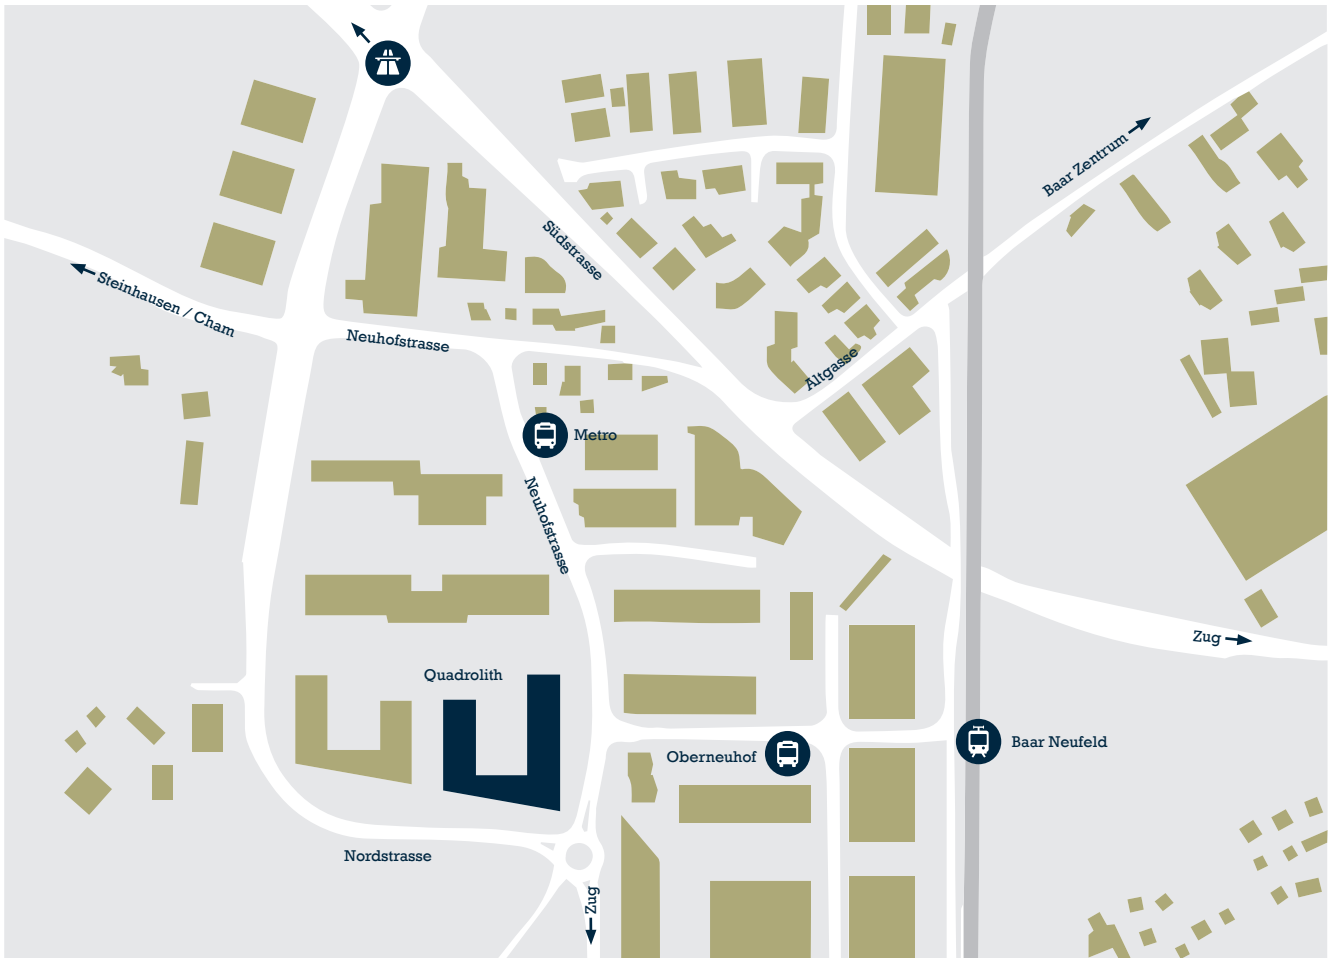 Baar Zentrum
Südstrasse
Steinhausen / Cham
Neuhofstrasse
Altgasse
Metro
Neuhofstrasse
Zug
Quadrolith
Baar Neufeld
Oberneuhof
Nordstrasse
Zug